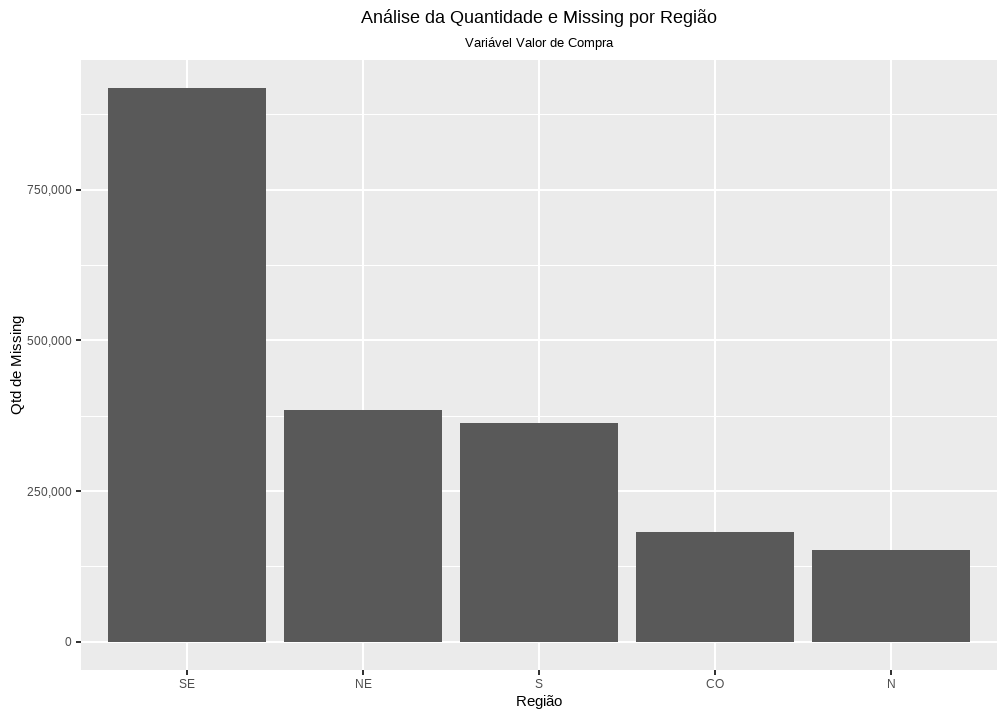 Análise da Quantidade e Missing por Região
Variável Valor de Compra
Qtd de Missing
750,000
500,000
250,000
0
SE NE S CO N
Região